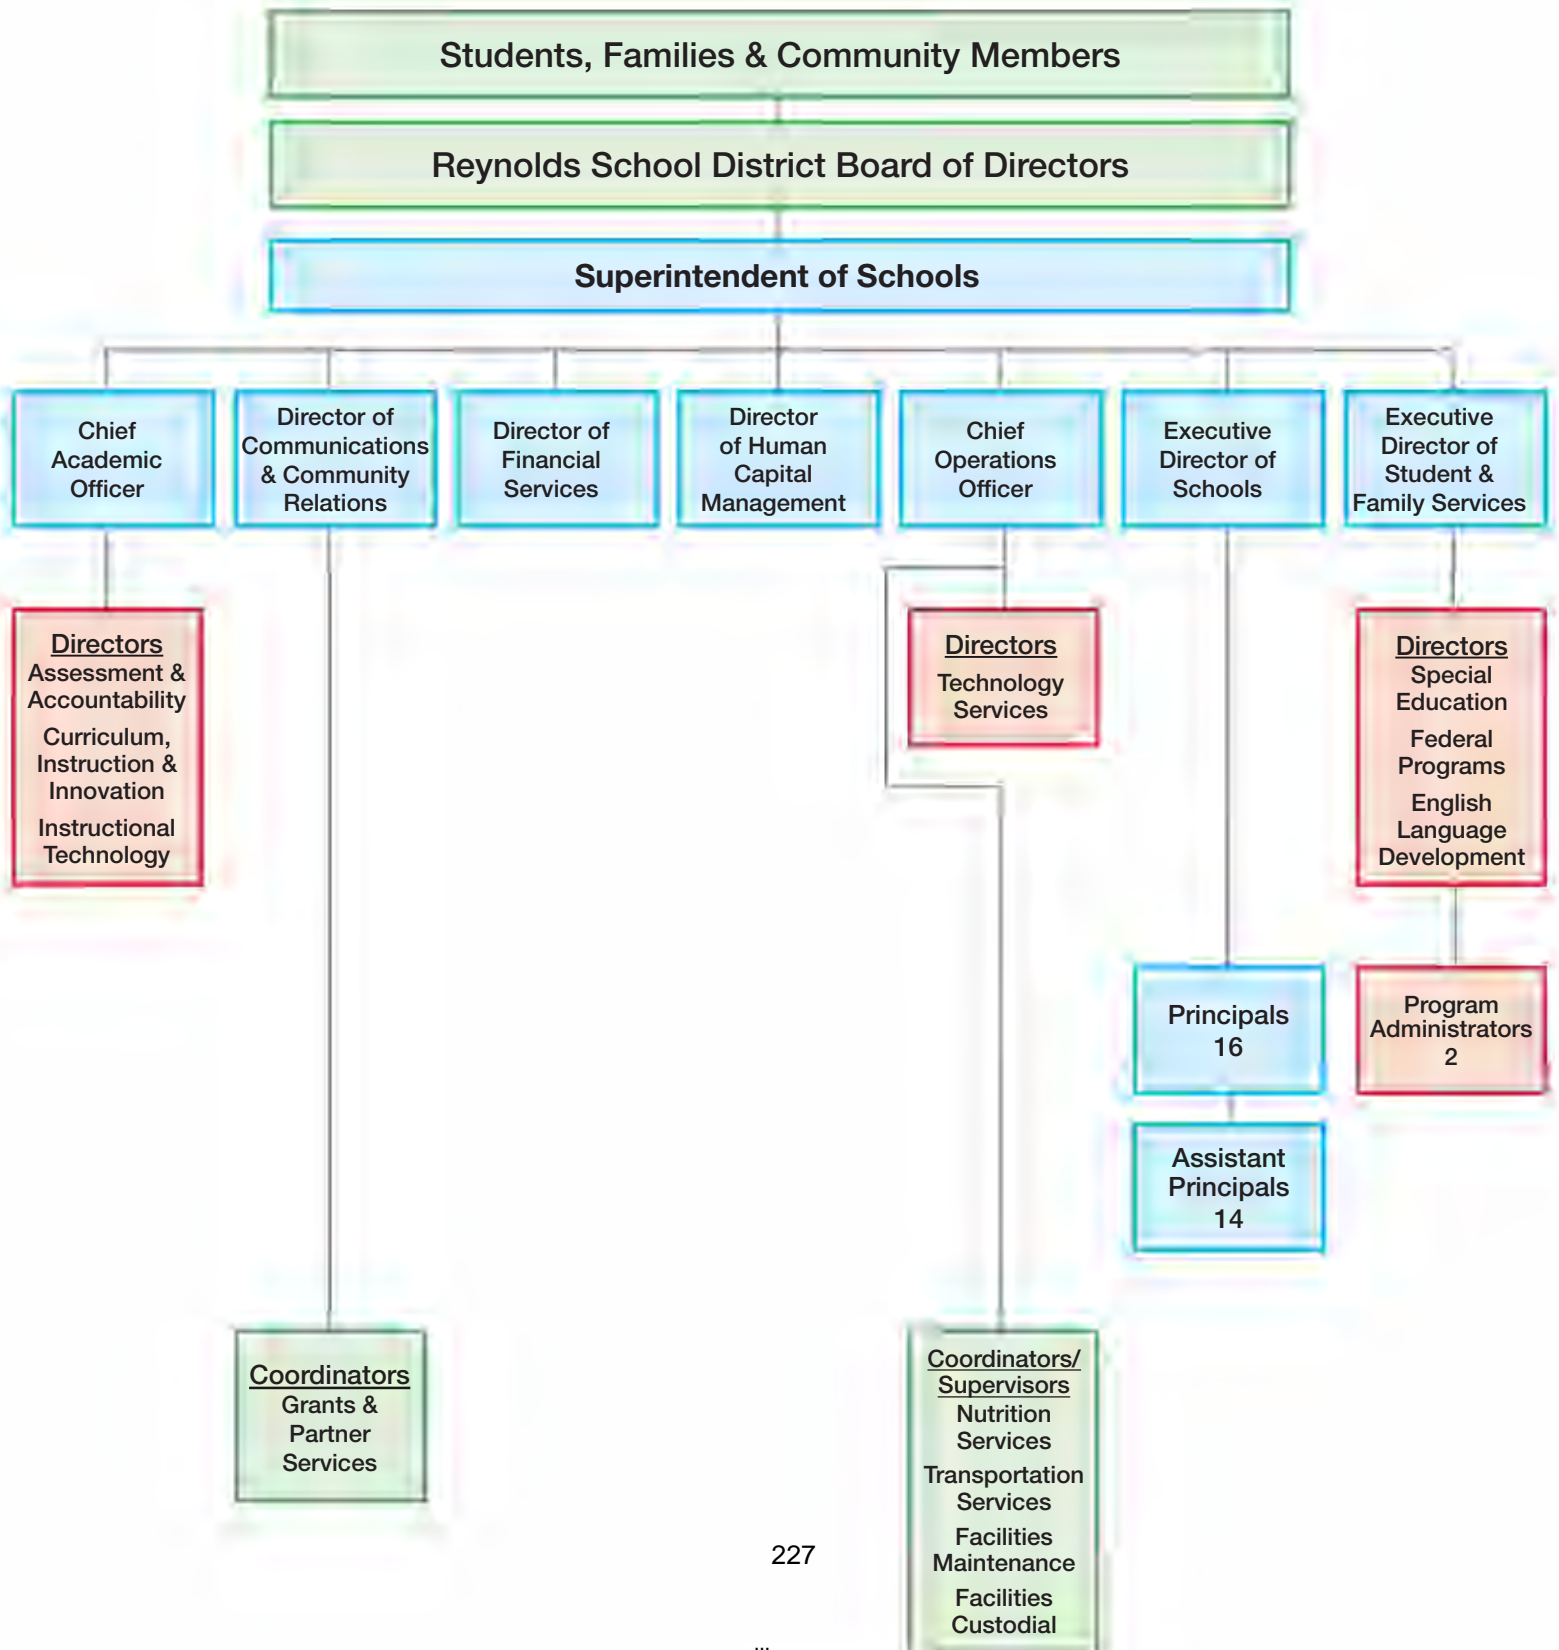 Students, Families & Community Members
Reynolds School District Board of Directors
Superintendent of Schools
Chief
Academic
Officer
Director of
Communications
& Community
Relations
Director of
Financial
Services
Director
of Human
Capital
Management
Chief
Operations
Officer
Executive
Director of
Schools
Executive
Director of
Student &
Family Services
Directors
Assessment &
Accountability
Curriculum,
Instruction &
Innovation
Instructional
Technology
Directors
Technology
Services
Directors
Special
Education
Federal
Programs
English
Language
Development
Principals
16
Program
Administrators
2
Assistant
Principals
14
Coordinators
Grants &
Partner
Services
Coordinators/
Supervisors
Nutrition
Services
Transportation
Services
Facilities
Maintenance
Facilities
Custodial
227
...